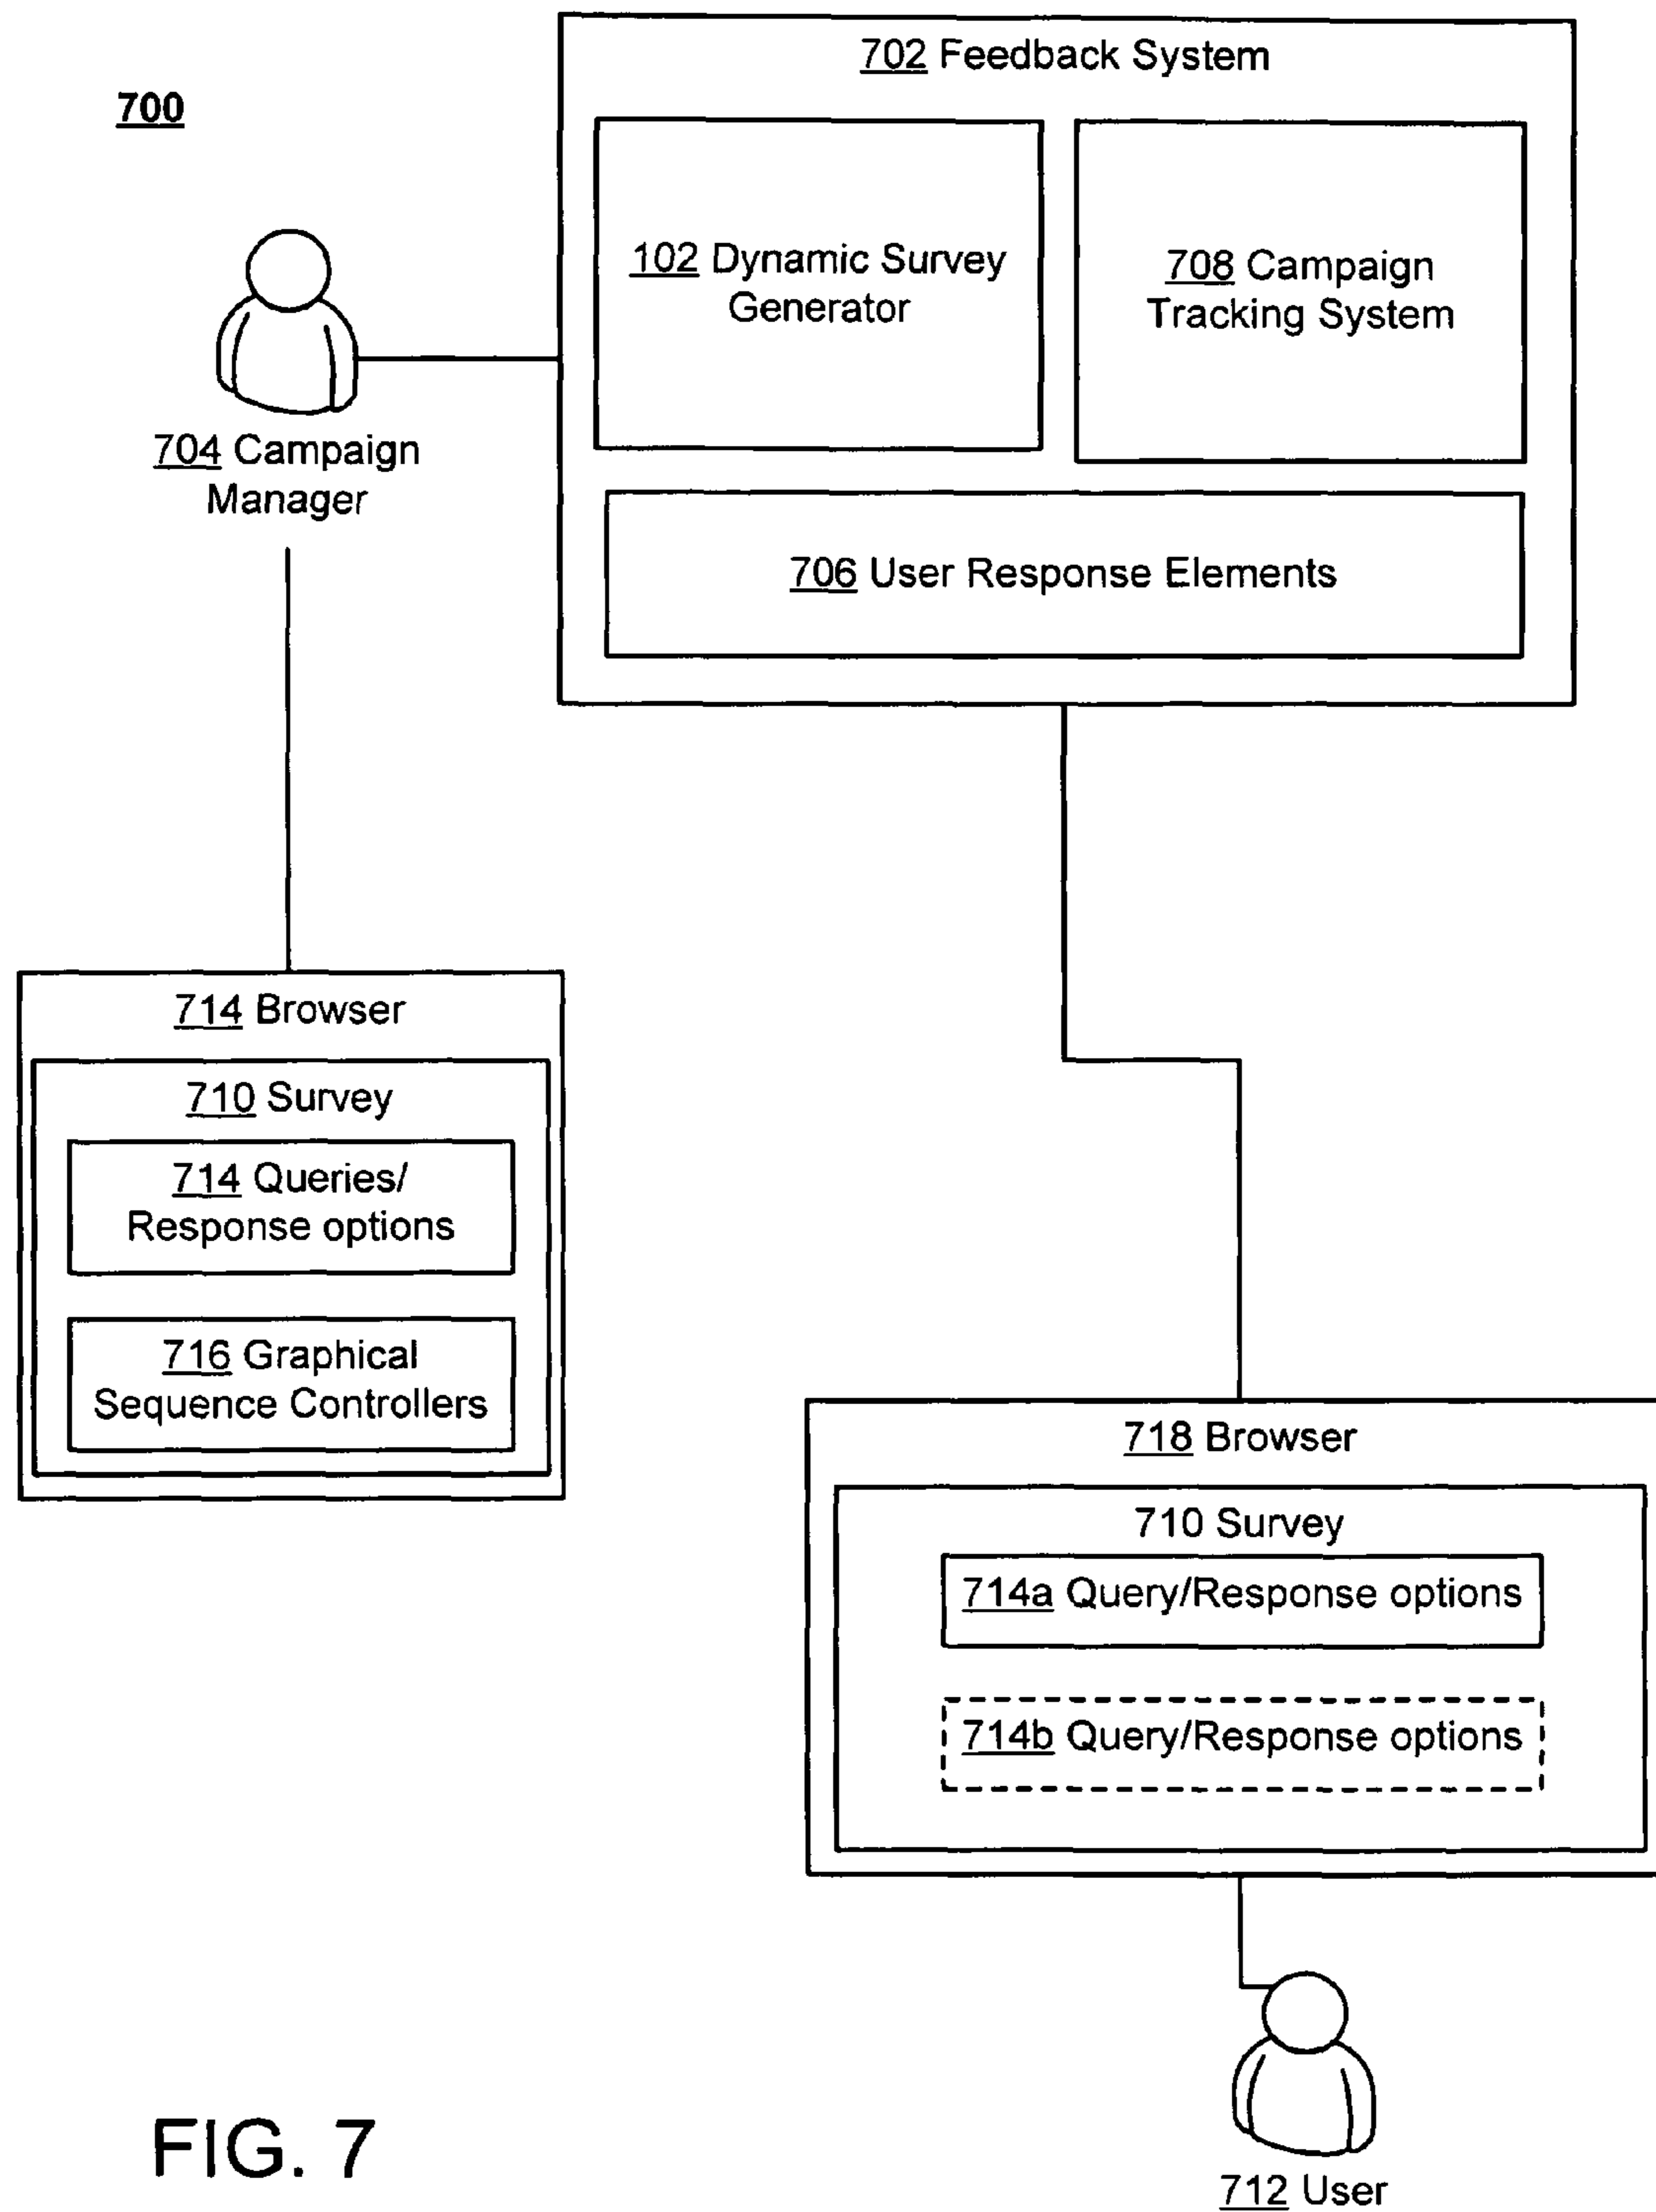 702 Feedback System
700
102 Dynamic Survey
Generator
708 Campaign
Tracking System
704 Campaign
Manager
706 User Response Elements
714 Browser
710 Survey
714 Queries/
Response options
716 Graphical
Sequence Controllers
718 Browser
710 Survey
714a Query/Response options
714b Query/Response options
FIG. 7
712 User